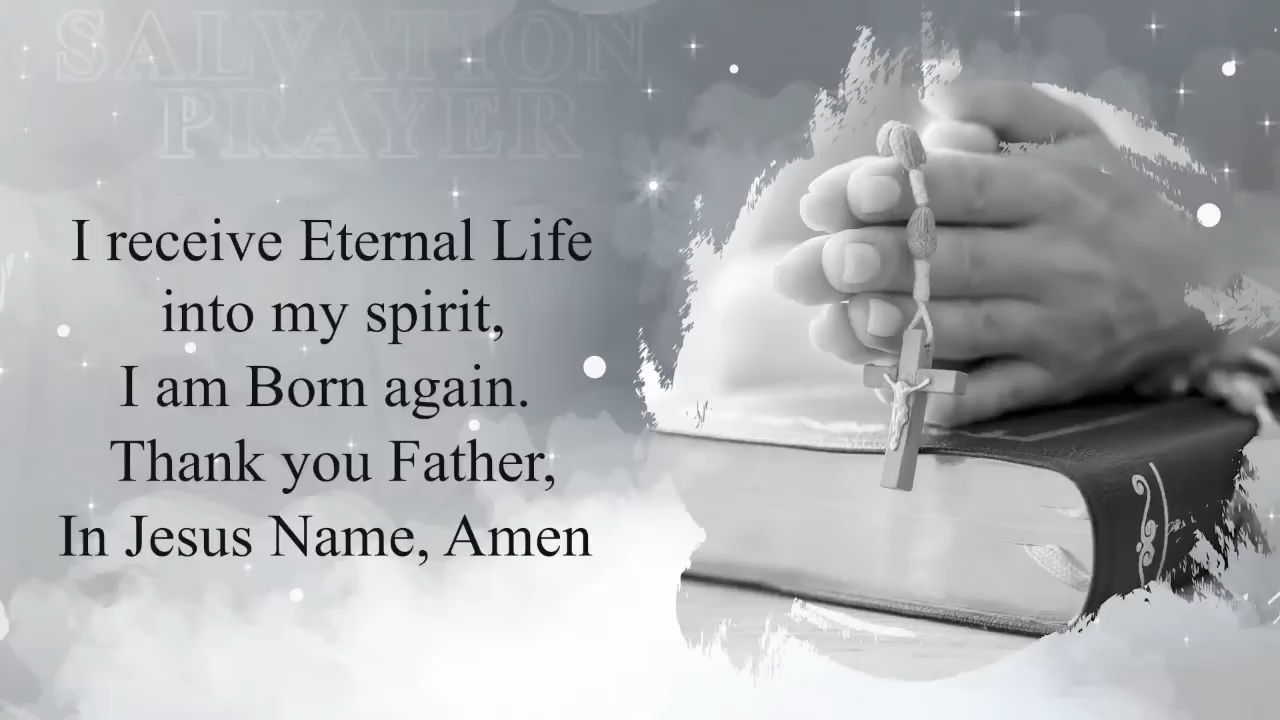 SALVATION
PRAYER
I receive Eternal Life
into my spirit,
I am Born again.
Thank you Father,
In Jesus Name, Amen